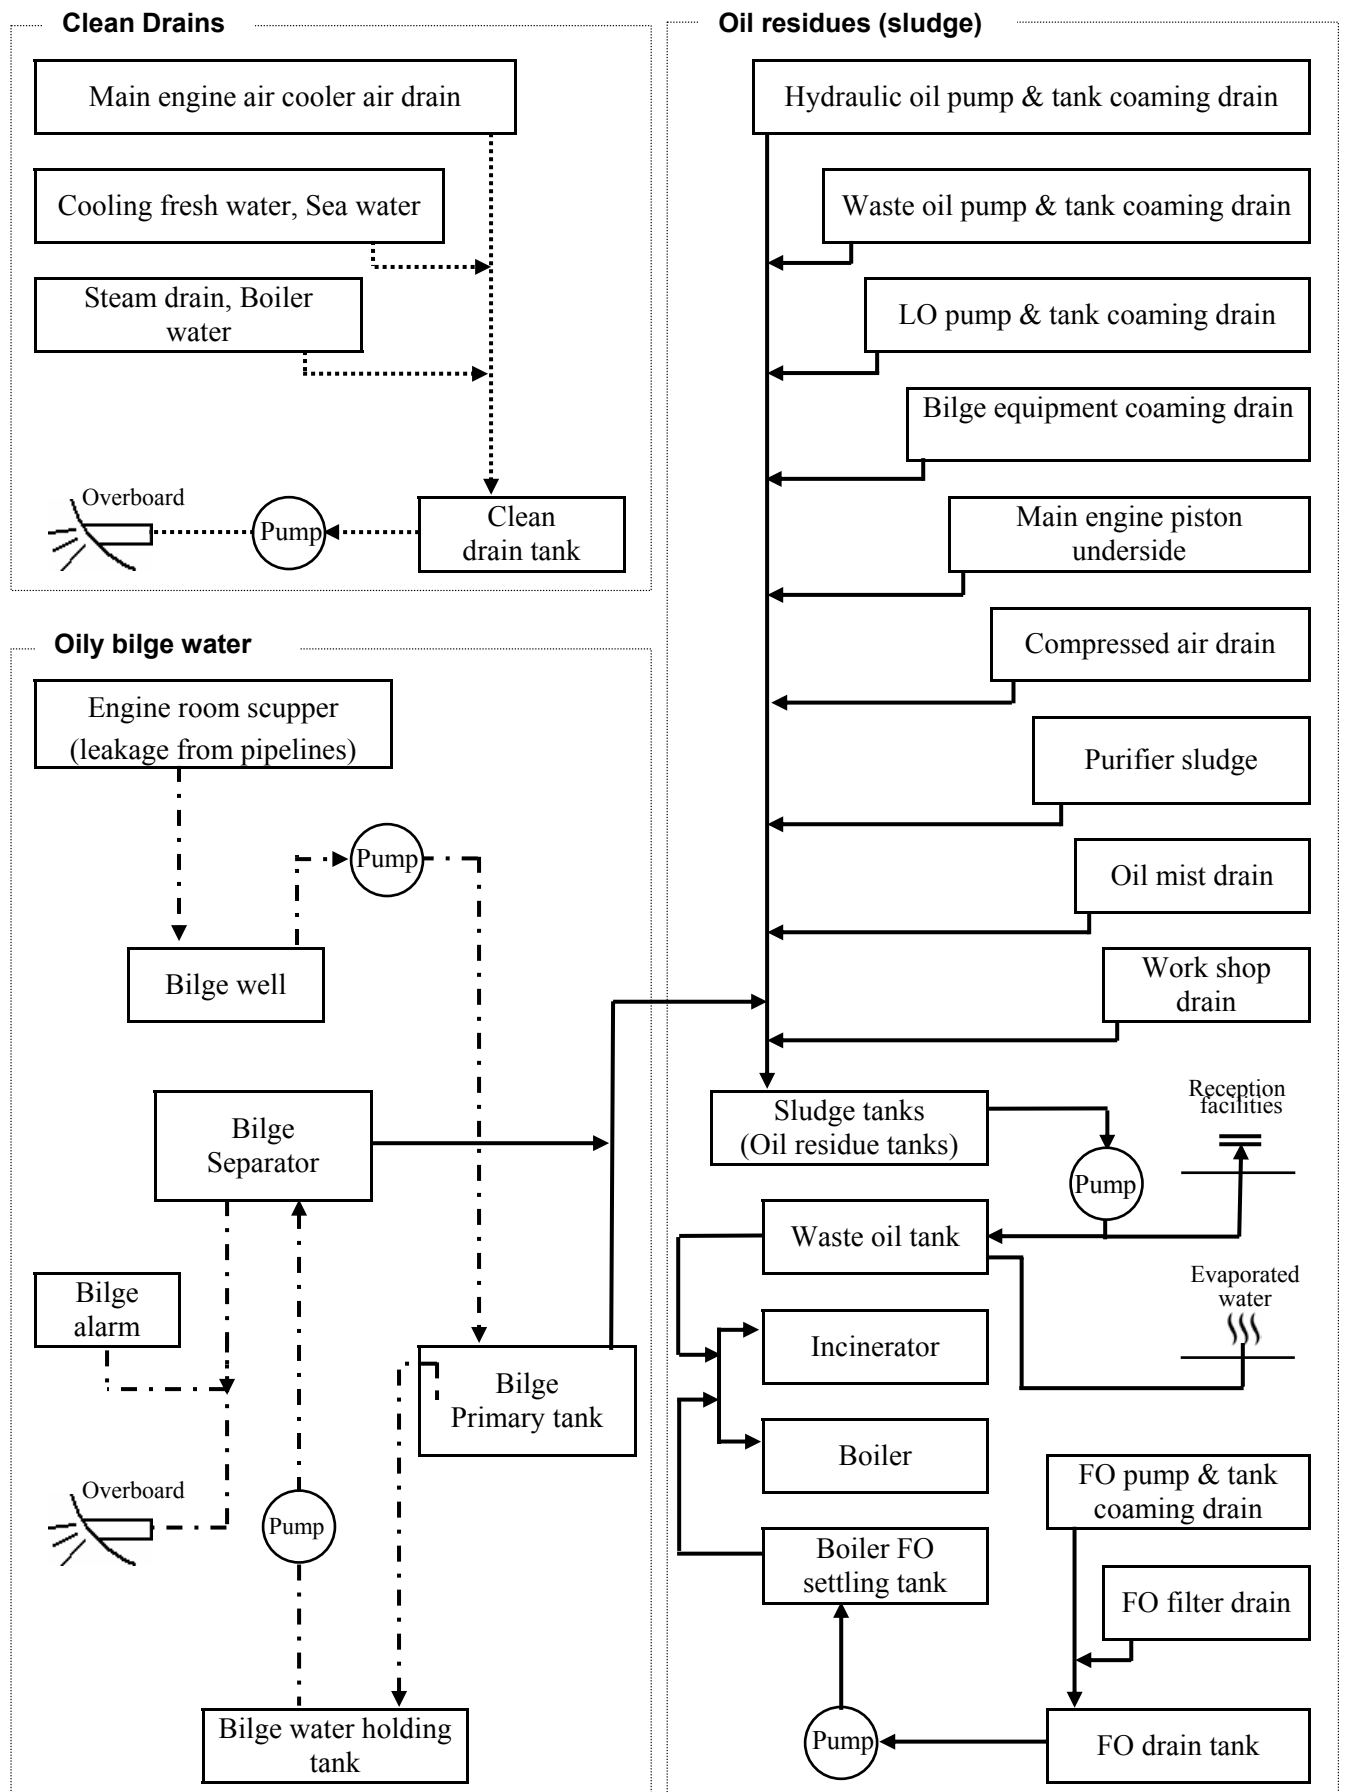 Clean Drains
Main engine air cooler air drain
Cooling fresh water, Sea water
Steam drain, Boiler
water
Overboard
Pump
Clean
drain tank
Oily bilge water
Engine room scupper
(leakage from pipelines)
Pump
Bilge well
Bilge
Separator
Bilge
alarm
Bilge
Primary tank
Overboard
Pump
Bilge water holding
tank
Oil residues (sludge)
Hydraulic oil pump & tank coaming drain
Waste oil pump & tank coaming drain
LO pump & tank coaming drain
Bilge equipment coaming drain
Main engine piston
underside
Compressed air drain
Purifier sludge
Oil mist drain
Work shop
drain
Sludge tanks
(Oil residue tanks)
Reception
facilities
Pump
Waste oil tank
Evaporated
water
Incinerator
Boiler
FO pump & tank
coaming drain
Boiler FO
settling tank
FO filter drain
Pump
FO drain tank